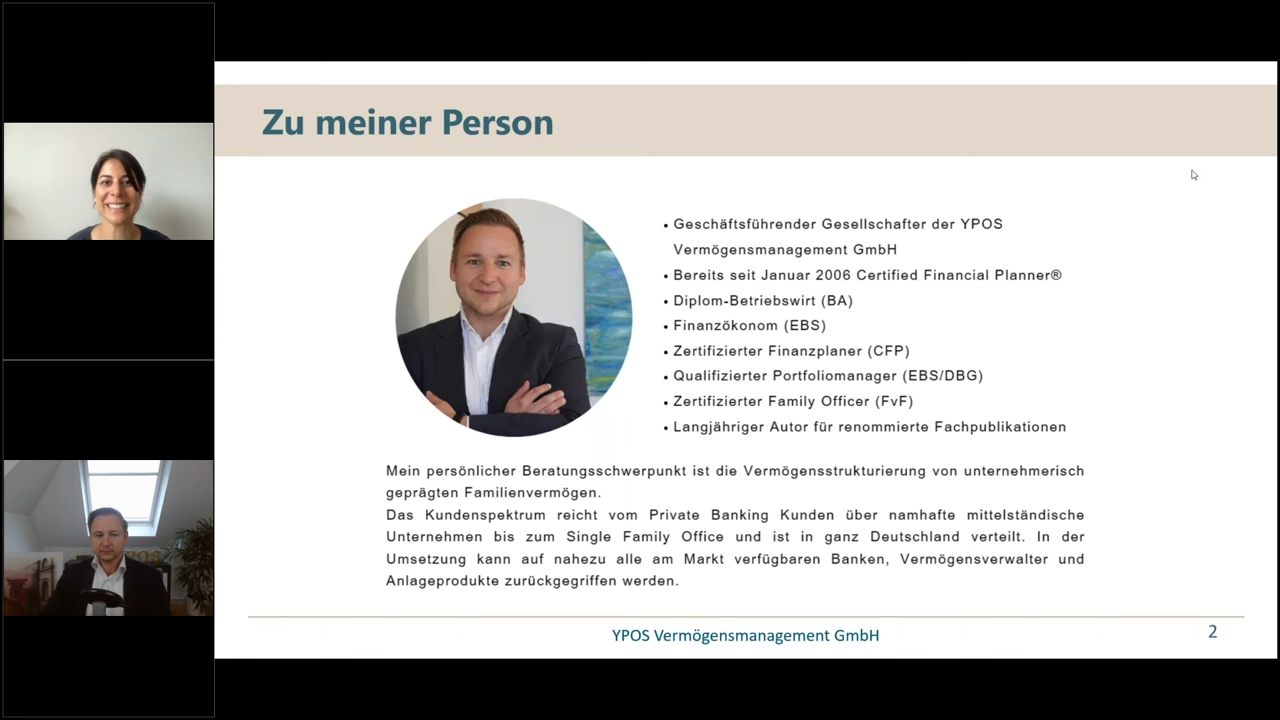 Zu meiner Person
• Geschäftsführender Gesellschafter der YPOS
Vermögensmanagement GmbH
• Bereits seit Januar 2006 Certified Financial Planner®
• Diplom-Betriebswirt (BA)
• Finanzökonom (EBS)
• Zertifizierter Finanzplaner (CFP)
• Qualifizierter Portfoliomanager (EBS/DBG)
• Zertifizierter Family Officer (FvF)
• Langjähriger Autor für renommierte Fachpublikationen
Mein persönlicher Beratungsschwerpunkt ist die Vermögensstrukturierung von unternehmerisch
geprägten Familienvermögen.
Das Kundenspektrum reicht vom Private Banking Kunden über namhafte mittelständische
Unternehmen bis zum Single Family Office und ist in ganz Deutschland verteilt. In der
Umsetzung kann auf nahezu alle am Markt verfügbaren Banken, Vermögensverwalter und
Anlageprodukte zurückgegriffen werden.
YPOS Vermögensmanagement GmbH
2